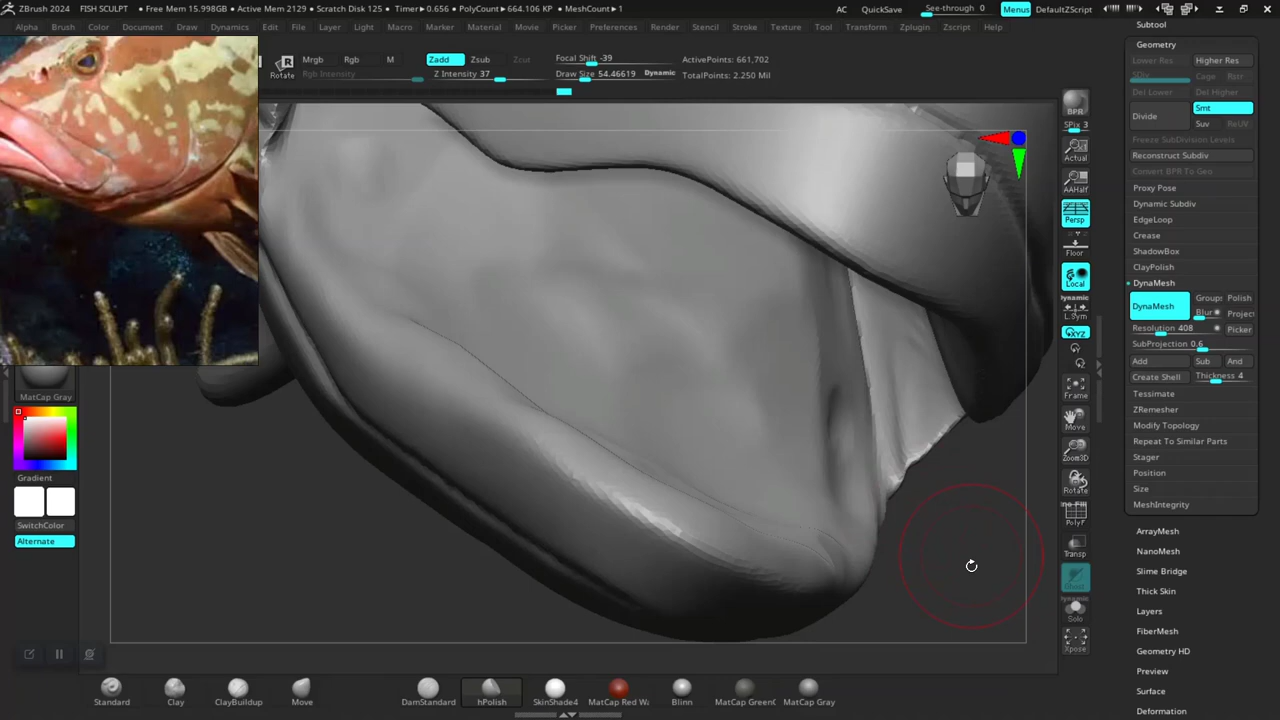 ZBrush 2024 FISH SCULPT • Free Mem 15.998GB • Active Mem 2129 • Scratch Disk 125 • Timer▸0.656 • PolyCount▸664.106 KP • MeshCount▸1 AC QuickSave See-through 0 Menus DefaultZScript
Alpha Brush Color Document Draw Dynamics Edit File Layer Light Macro Marker Material Movie Picker Preferences Render Stencil Stroke Texture Tool Transform Zplugin Zscript Help
Rotate
Mrgb Rgb M
Rgb Intensity
Zadd Zsub Zcut
Z Intensity 37
Focal Shift -39
Draw Size 54.46619 Dynamic
ActivePoints: 661,702
TotalPoints: 2.250 Mil
MatCap Gray
Gradient
SwitchColor
Alternate
BPR
SPix 3
Actual
AAHalf
Persp
Floor
Local
Dynamic
L.Sym
XYZ
Frame
Move
Zoom3D
Rotate
PolyF
Transp
Ghost
Dynamic
Solo
Xpose
Subtool
Geometry
Lower Res Higher Res
SDiv Cage Rstr
Del Lower Del Higher
Divide
Smt
Suv ReUV
Freeze SubDivision Levels
Reconstruct Subdiv
Convert BPR To Geo
Proxy Pose
Dynamic Subdiv
EdgeLoop
Crease
ShadowBox
ClayPolish
DynaMesh
DynaMesh
Groups Polish
Blur Project
Resolution 408 Picker
SubProjection 0.6
Add Sub And
Create Shell Thickness 4
Tessimate
ZRemesher
Modify Topology
Repeat To Similar Parts
Stager
Position
Size
MeshIntegrity
ArrayMesh
NanoMesh
Slime Bridge
Thick Skin
Layers
FiberMesh
Geometry HD
Preview
Surface
Deformation
Standard Clay ClayBuildup Move DamStandard hPolish SkinShade4 MatCap Red Wa Blinn MatCap GreenC MatCap Gray